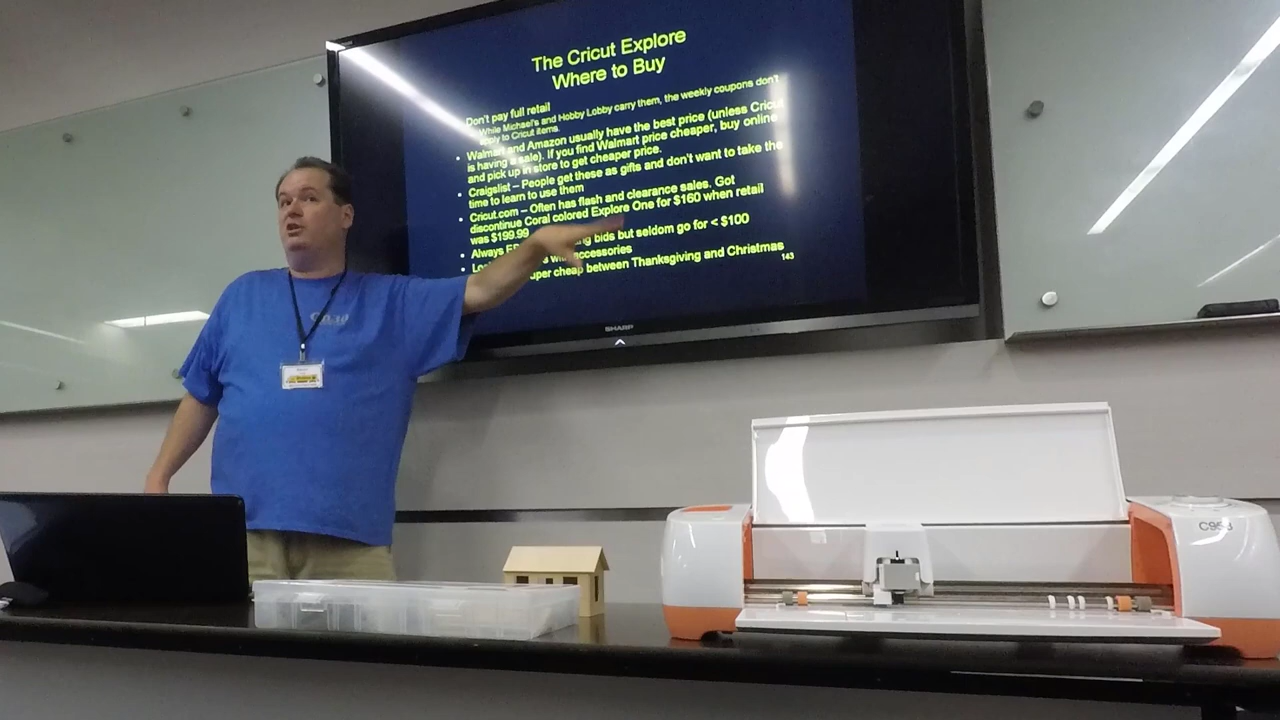 The Cricut Explore
Where to Buy
Don't pay full retail
While Michael's and Hobby Lobby carry them, the weekly coupons don't
apply to Cricut items.
• Walmart and Amazon usually have the best price (unless Cricut
is having a sale). If you find Walmart price cheaper, buy online
and pick up in store to get cheaper price.
• Craigslist – People get these as gifts and don't want to take the
time to learn to use them
• Cricut.com – Often has flash and clearance sales. Got
discontinue Coral colored Explore One for $160 when retail
was $199.99
• Always bids but seldom go for < $100
with accessories
• cheap between Thanksgiving and Christmas
143
SHARP